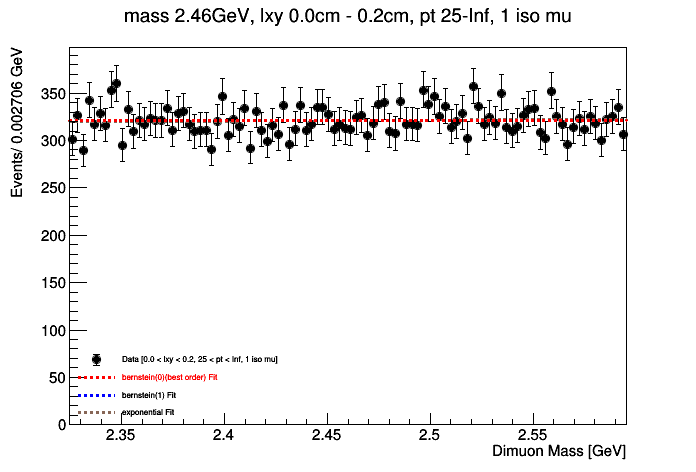 mass 2.46GeV, lxy 0.0cm - 0.2cm, pt 25-Inf, 1 iso mu
Events/ 0.002706 GeV
350
300
250
200
150
100
50
0
Data [0.0 < lxy < 0.2, 25 < pt < Inf, 1 iso mu]
bernstein(0)(best order) Fit
bernstein(1) Fit
exponential Fit
2.35 2.4 2.45 2.5 2.55
Dimuon Mass [GeV]